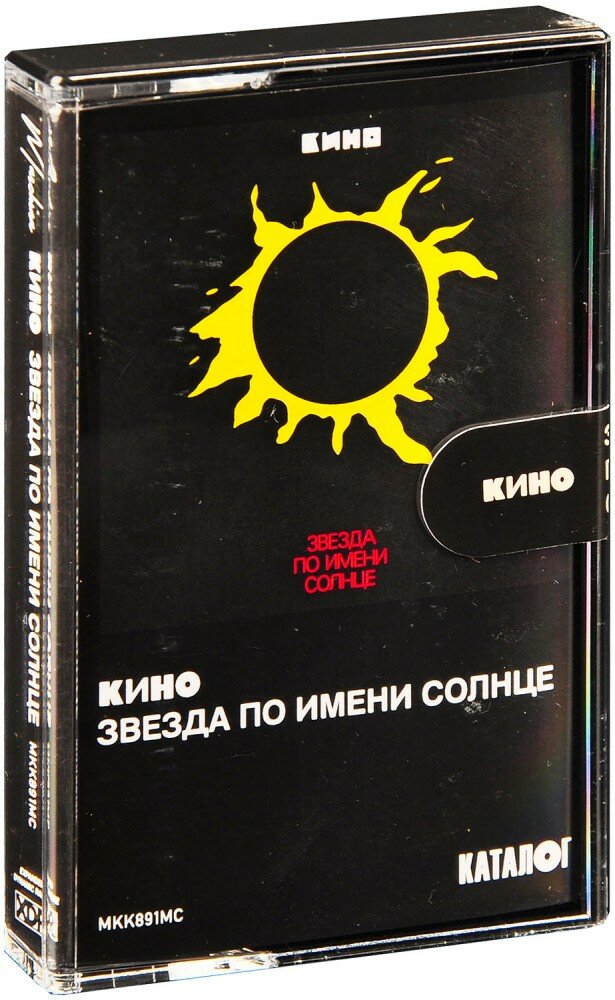 КИНО
ЗВЕЗДА
ПО ИМЕНИ
СОЛНЦЕ
КИНО
КИНО
ЗВЕЗДА ПО ИМЕНИ СОЛНЦЕ
КАТАЛОГ
MKK891MC
КИНО ЗВЕЗДА ПО ИМЕНИ СОЛНЦЕ MKK891MC